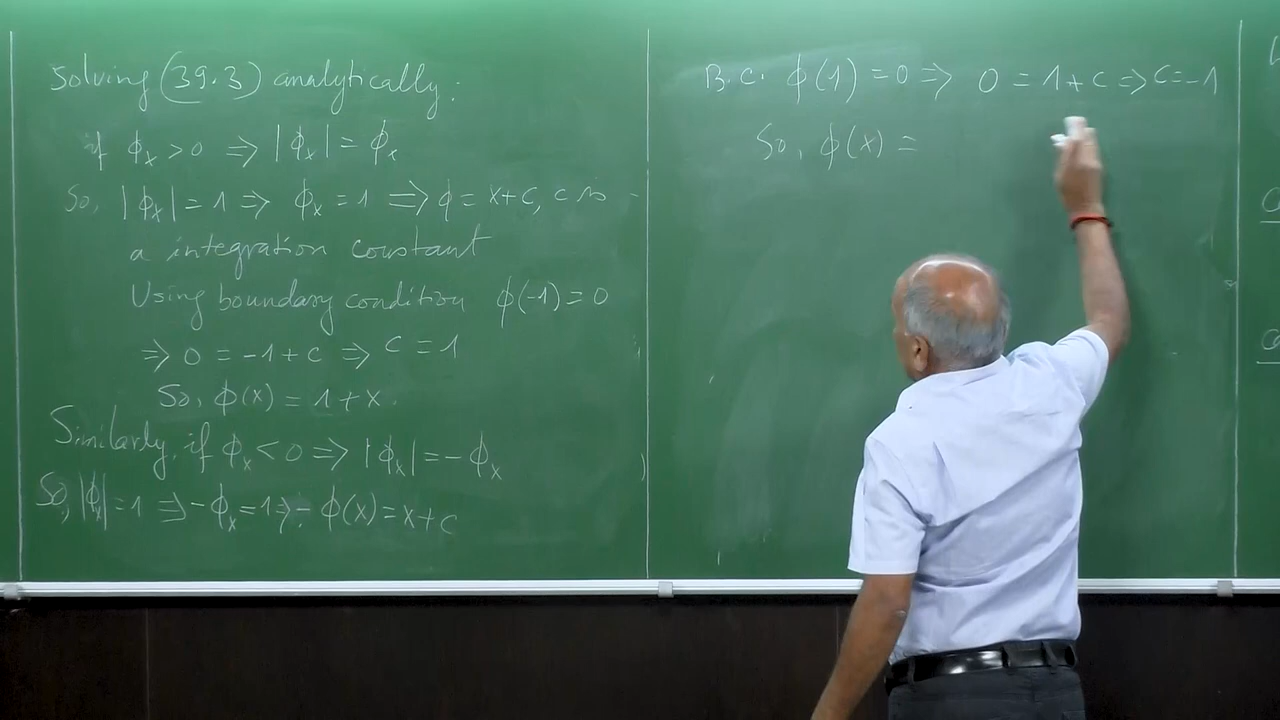 Solving (39.3) analytically:
if ϕₓ > 0 ⇒ |ϕₓ| = ϕₓ
So, |ϕₓ| = 1 ⇒ ϕₓ = 1 ⇒ ϕ = x + c, c is
a integration constant
Using boundary condition ϕ(-1) = 0
⇒ 0 = -1 + c ⇒ c = 1
So, ϕ(x) = 1 + x.
Similarly, if ϕₓ < 0 ⇒ |ϕₓ| = -ϕₓ
So, |ϕₓ| = 1 ⇒ -ϕₓ = 1 ⇒ - ϕ(x) = x + c
B.C. ϕ(1) = 0 ⇒ 0 = 1 + c ⇒ c = -1
So, ϕ(x) =